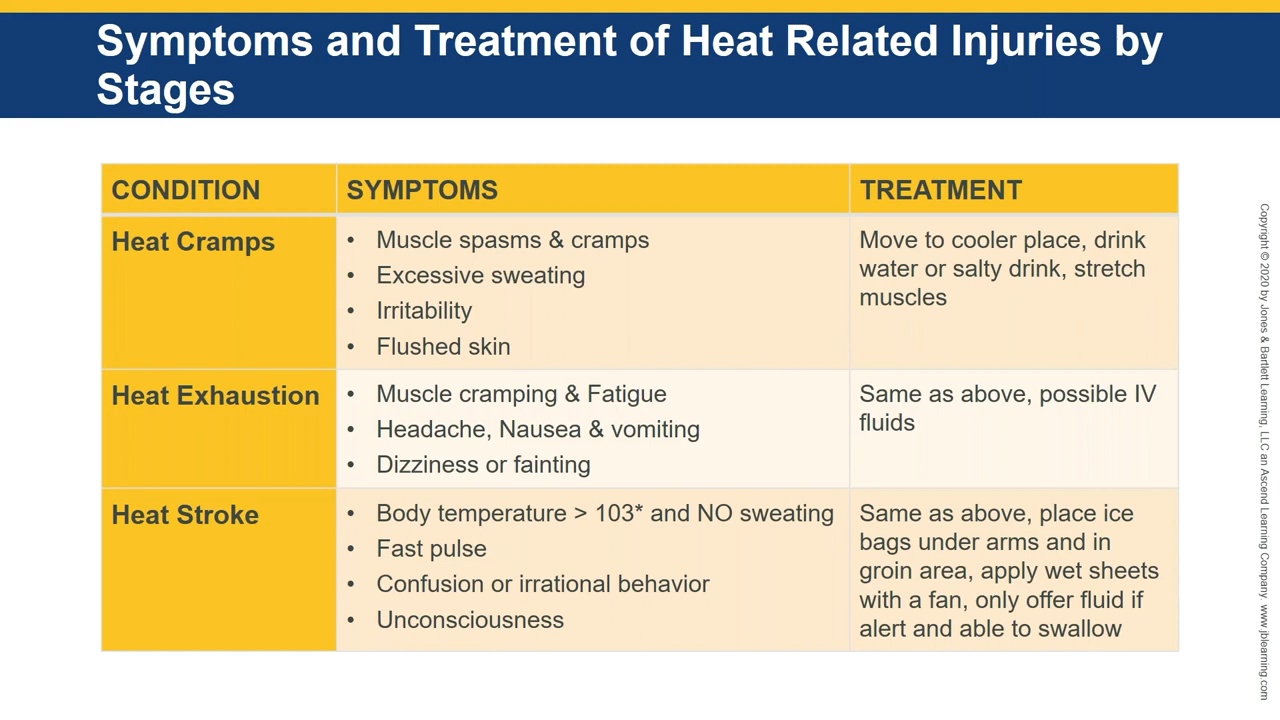 Symptoms and Treatment of Heat Related Injuries by
Stages
CONDITION
SYMPTOMS
TREATMENT
Heat Cramps
• Muscle spasms & cramps
• Excessive sweating
• Irritability
• Flushed skin
Move to cooler place, drink
water or salty drink, stretch
muscles
Heat Exhaustion
• Muscle cramping & Fatigue
• Headache, Nausea & vomiting
• Dizziness or fainting
Same as above, possible IV
fluids
Heat Stroke
• Body temperature > 103* and NO sweating
• Fast pulse
• Confusion or irrational behavior
• Unconsciousness
Same as above, place ice
bags under arms and in
groin area, apply wet sheets
with a fan, only offer fluid if
alert and able to swallow
Copyright © 2020 by Jones & Bartlett Learning, LLC an Ascend Learning Company. www.jblearning.com